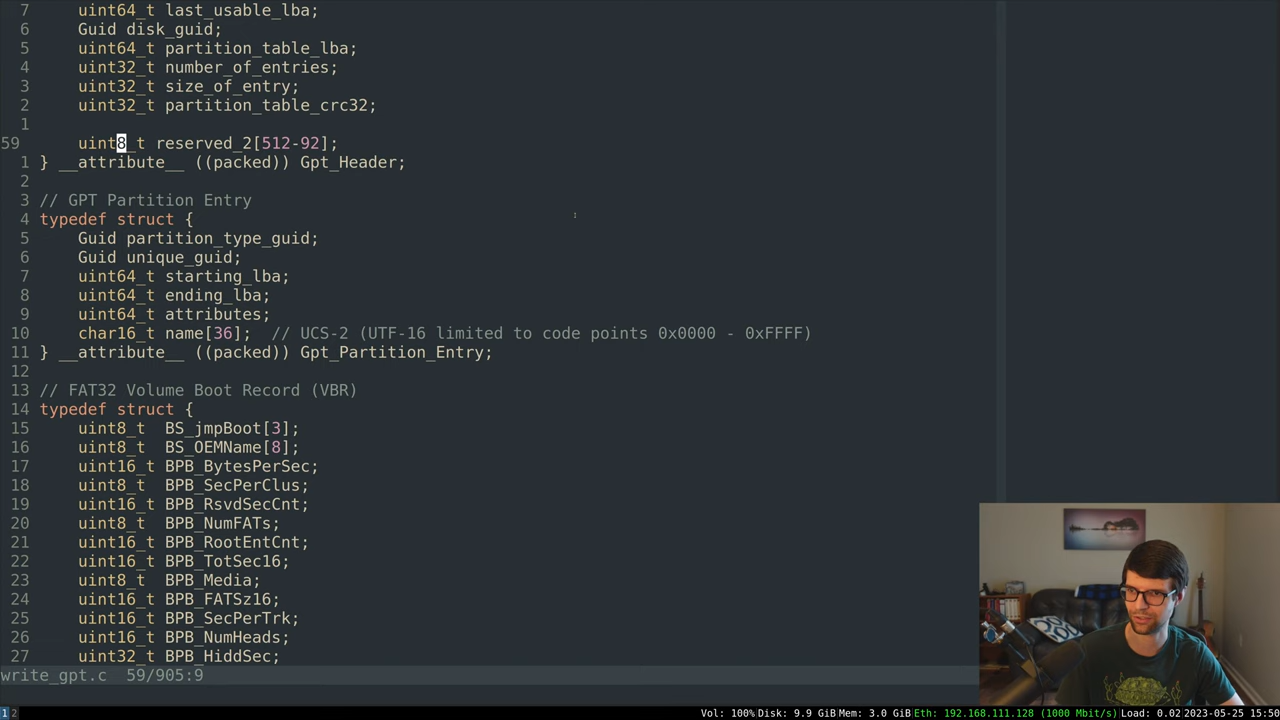 7 uint64_t last_usable_lba;
6 Guid disk_guid;
5 uint64_t partition_table_lba;
4 uint32_t number_of_entries;
3 uint32_t size_of_entry;
2 uint32_t partition_table_crc32;
1
59 uint8_t reserved_2[512-92];
1 } __attribute__ ((packed)) Gpt_Header;
2
3 // GPT Partition Entry
4 typedef struct {
5 Guid partition_type_guid;
6 Guid unique_guid;
7 uint64_t starting_lba;
8 uint64_t ending_lba;
9 uint64_t attributes;
10 char16_t name[36]; // UCS-2 (UTF-16 limited to code points 0x0000 - 0xFFFF)
11 } __attribute__ ((packed)) Gpt_Partition_Entry;
12
13 // FAT32 Volume Boot Record (VBR)
14 typedef struct {
15 uint8_t BS_jmpBoot[3];
16 uint8_t BS_OEMName[8];
17 uint16_t BPB_BytesPerSec;
18 uint8_t BPB_SecPerClus;
19 uint16_t BPB_RsvdSecCnt;
20 uint8_t BPB_NumFATs;
21 uint16_t BPB_RootEntCnt;
22 uint16_t BPB_TotSec16;
23 uint8_t BPB_Media;
24 uint16_t BPB_FATSz16;
25 uint16_t BPB_SecPerTrk;
26 uint16_t BPB_NumHeads;
27 uint32_t BPB_HiddSec;
write_gpt.c 59/905:9
1 2 Vol: 100% Disk: 9.9 GiB Mem: 3.0 GiB Eth: 192.168.111.128 (1000 Mbit/s) Load: 0.02 2023-05-25 15:50